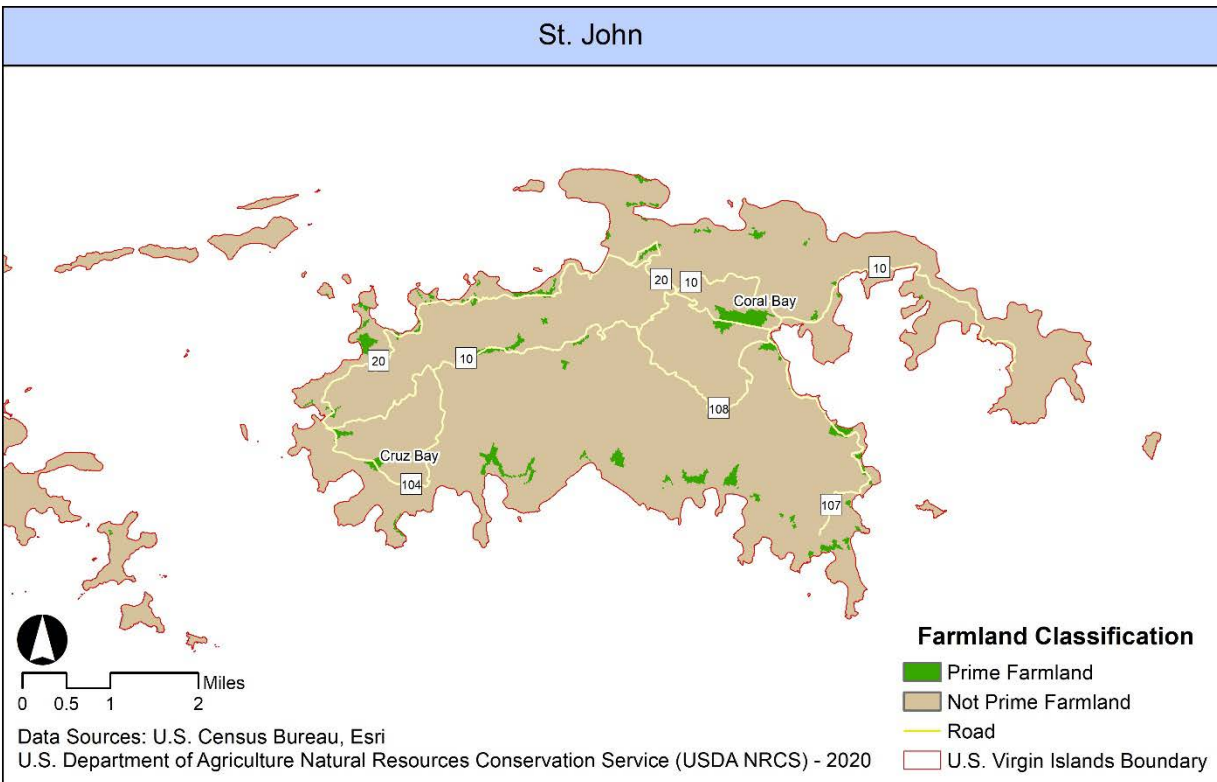 St. John
10
20
10
Coral Bay
20
10
108
Cruz Bay
104
107
Farmland Classification
Prime Farmland
Not Prime Farmland
Road
U.S. Virgin Islands Boundary
Miles
0 0.5 1 2
Data Sources: U.S. Census Bureau, Esri
U.S. Department of Agriculture Natural Resources Conservation Service (USDA NRCS) - 2020